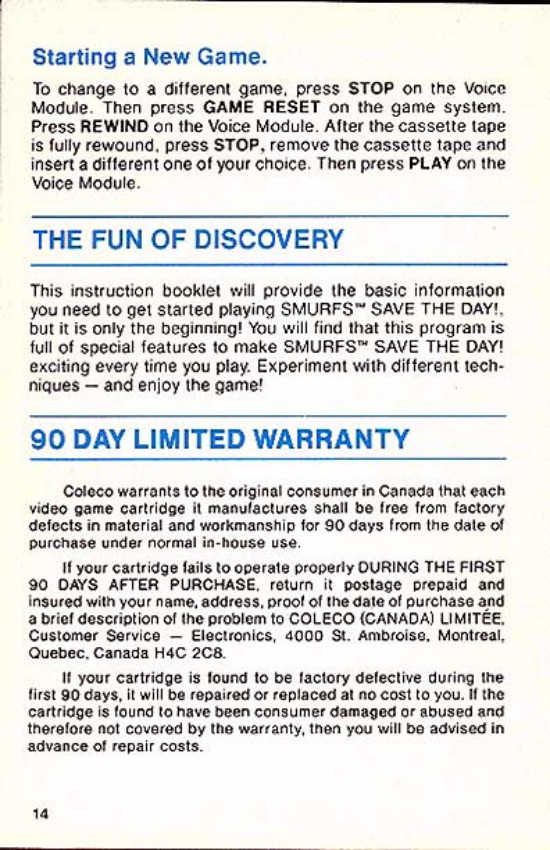 Starting a New Game.
To change to a different game, press STOP on the Voice
Module. Then press GAME RESET on the game system.
Press REWIND on the Voice Module. After the cassette tape
is fully rewound, press STOP, remove the cassette tape and
insert a different one of your choice. Then press PLAY on the
Voice Module.
THE FUN OF DISCOVERY
This instruction booklet will provide the basic information
you need to get started playing SMURFS™ SAVE THE DAY!,
but it is only the beginning! You will find that this program is
full of special features to make SMURFS™ SAVE THE DAY!
exciting every time you play. Experiment with different tech-
niques — and enjoy the game!
90 DAY LIMITED WARRANTY
Coleco warrants to the original consumer in Canada that each
video game cartridge it manufactures shall be free from factory
defects in material and workmanship for 90 days from the date of
purchase under normal in-house use.
If your cartridge fails to operate properly DURING THE FIRST
90 DAYS AFTER PURCHASE, return it postage prepaid and
insured with your name, address, proof of the date of purchase and
a brief description of the problem to COLECO (CANADA) LIMITÉE,
Customer Service — Electronics, 4000 St. Ambroise, Montreal,
Quebec, Canada H4C 2C8.
If your cartridge is found to be factory defective during the
first 90 days, it will be repaired or replaced at no cost to you. If the
cartridge is found to have been consumer damaged or abused and
therefore not covered by the warranty, then you will be advised in
advance of repair costs.
14